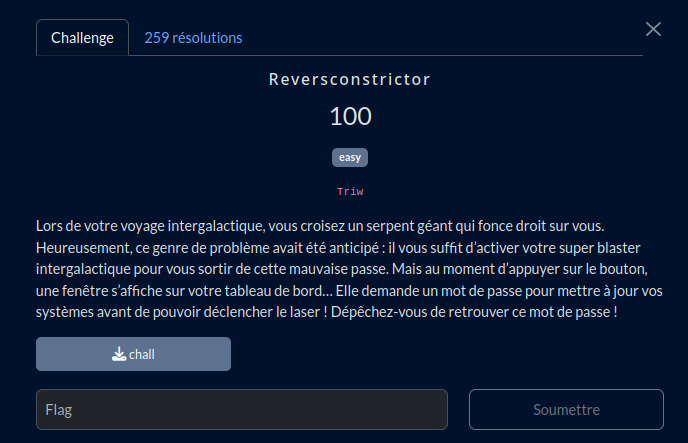 Challenge
259 résolutions
Reversconstrictor
100
easy
Triw
Lors de votre voyage intergalactique, vous croisez un serpent géant qui fonce droit sur vous.
Heureusement, ce genre de problème avait été anticipé : il vous suffit d'activer votre super blaster
intergalactique pour vous sortir de cette mauvaise passe. Mais au moment d'appuyer sur le bouton,
une fenêtre s'affiche sur votre tableau de bord... Elle demande un mot de passe pour mettre à jour vos
systèmes avant de pouvoir déclencher le laser ! Dépêchez-vous de retrouver ce mot de passe !
chall
Flag
Soumettre